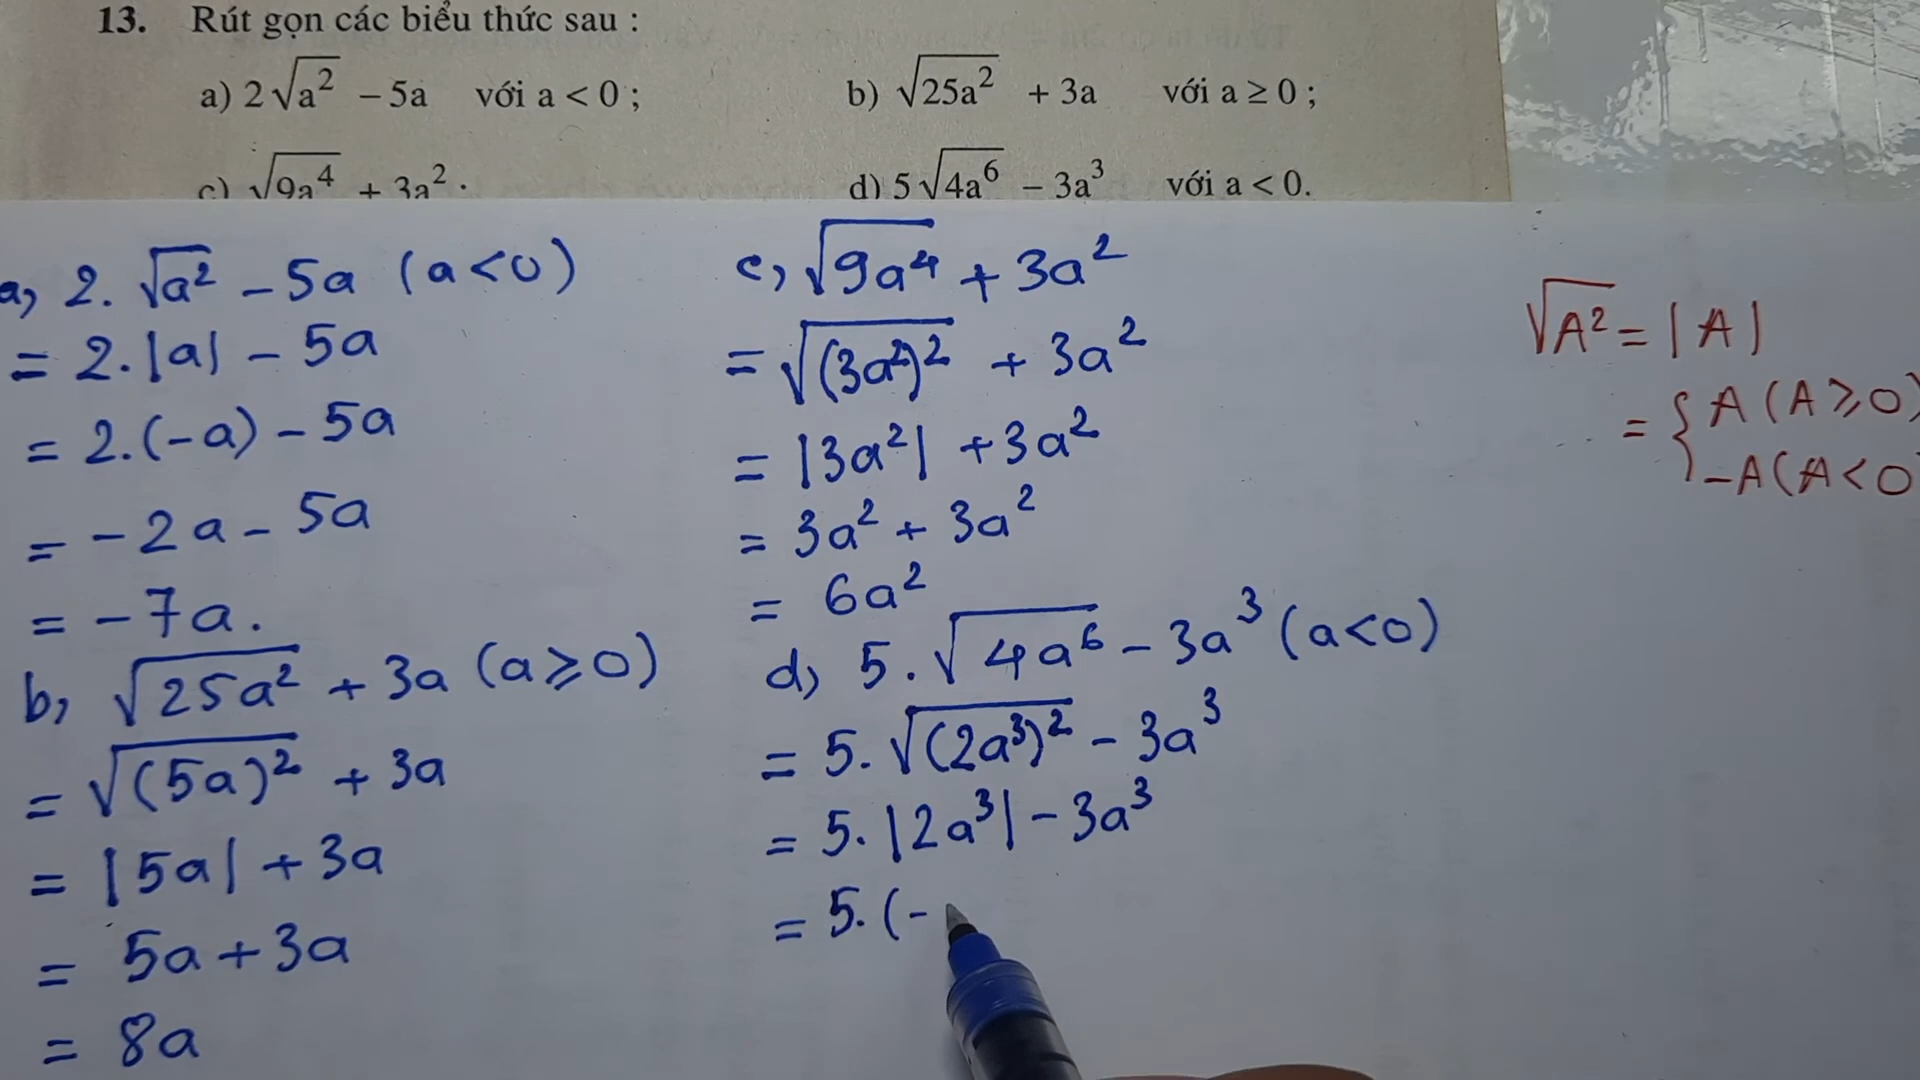 13. Rút gọn các biểu thức sau :
a) 2√a² – 5a với a < 0 ;
b) √25a² + 3a với a ≥ 0 ;
c) √9a⁴ + 3a² .
d) 5√4a⁶ – 3a³ với a < 0.
a, 2. √a² – 5a (a < 0)
= 2. |a| – 5a
= 2. (–a) – 5a
= –2a – 5a
= –7a.
b, √25a² + 3a (a ≥ 0)
= √(5a)² + 3a
= |5a| + 3a
= 5a + 3a
= 8a
c, √9a⁴ + 3a²
= √(3a²)² + 3a²
= |3a²| + 3a²
= 3a² + 3a²
= 6a²
d, 5. √4a⁶ – 3a³ (a < 0)
= 5. √(2a³)² – 3a³
= 5. |2a³| – 3a³
= 5. (–
√A² = |A|
= { A (A ≥ 0)
–A (A < 0